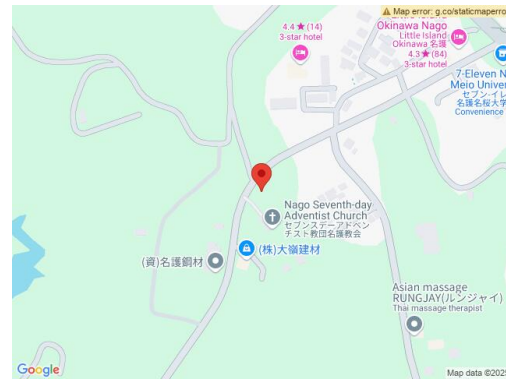 Map error: g.co/staticmaperro
4.4★(14)
3-star hotel
Okinawa Nago
Little Island
Okinawa 名護
4.3★(84)
3-star hotel
7-Eleven N
Meio Univer
セブン-イレ
名護名桜大学
Convenience
Nago Seventh-day
Adventist Church
セブンスデーアドベン
チスト教団名護教会
(株)大嶺建材
(資)名護鋼材
Asian massage
RUNGJAY(ルンジャイ)
Thai massage therapist
Google
Map data ©2025